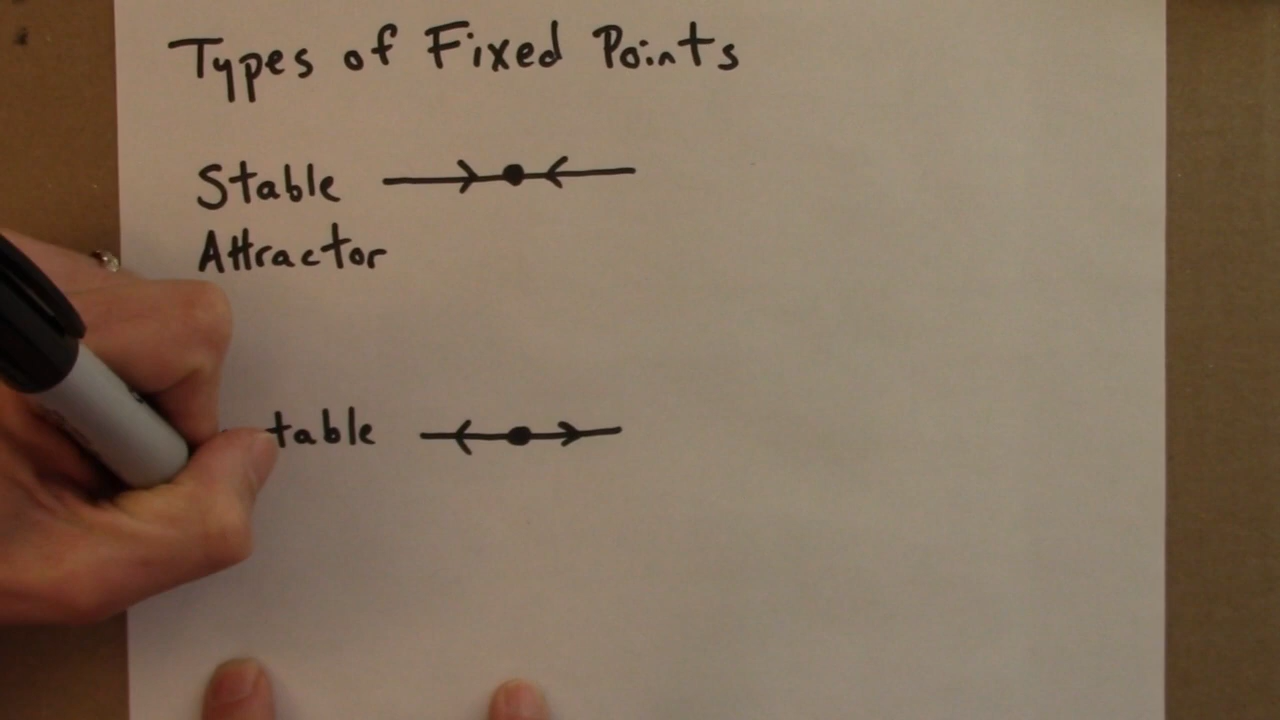 Types of Fixed Points
Stable
Attractor
table